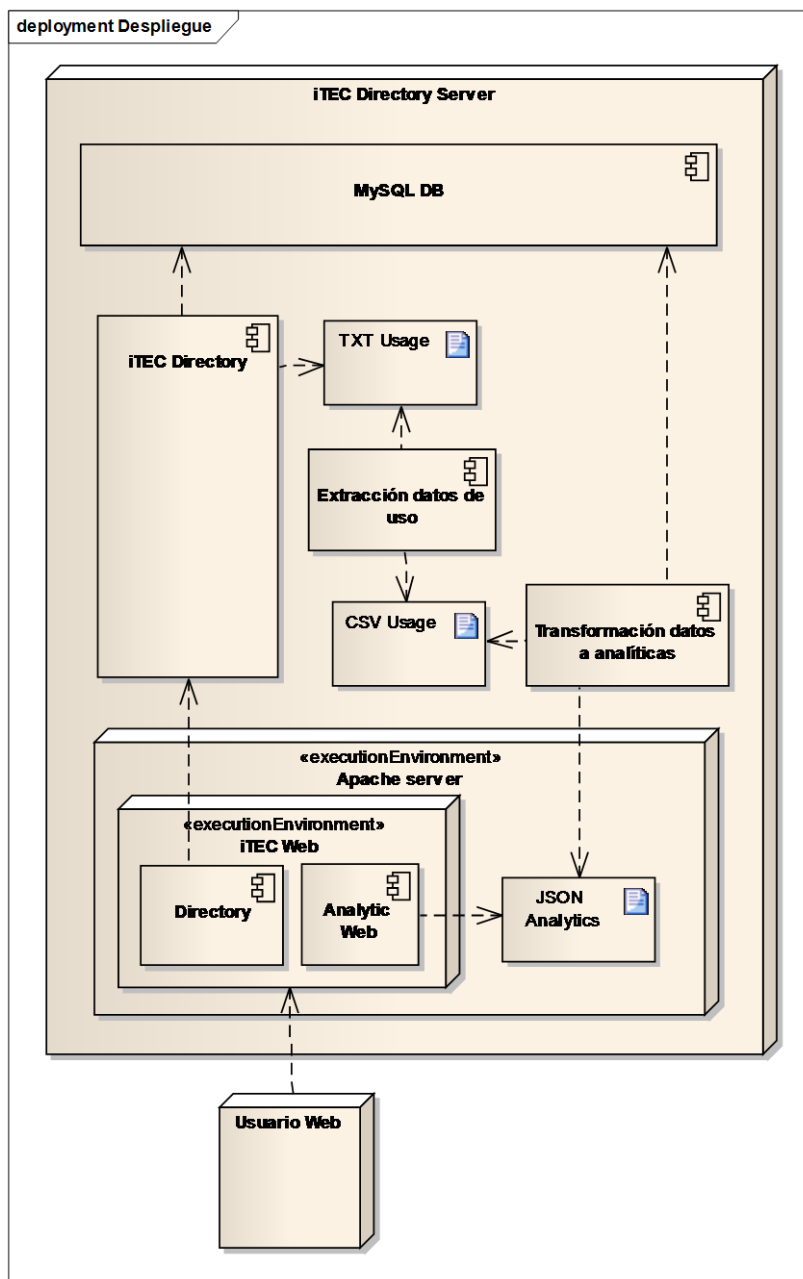 deployment Despliegue
iTEC Directory Server
MySQL DB
iTEC Directory
TXT Usage
Extracción datos de
uso
CSV Usage
Transformación datos
a analíticas
«executionEnvironment»
Apache server
«executionEnvironment»
iTEC Web
Directory
Analytic
Web
JSON
Analytics
Usuario Web